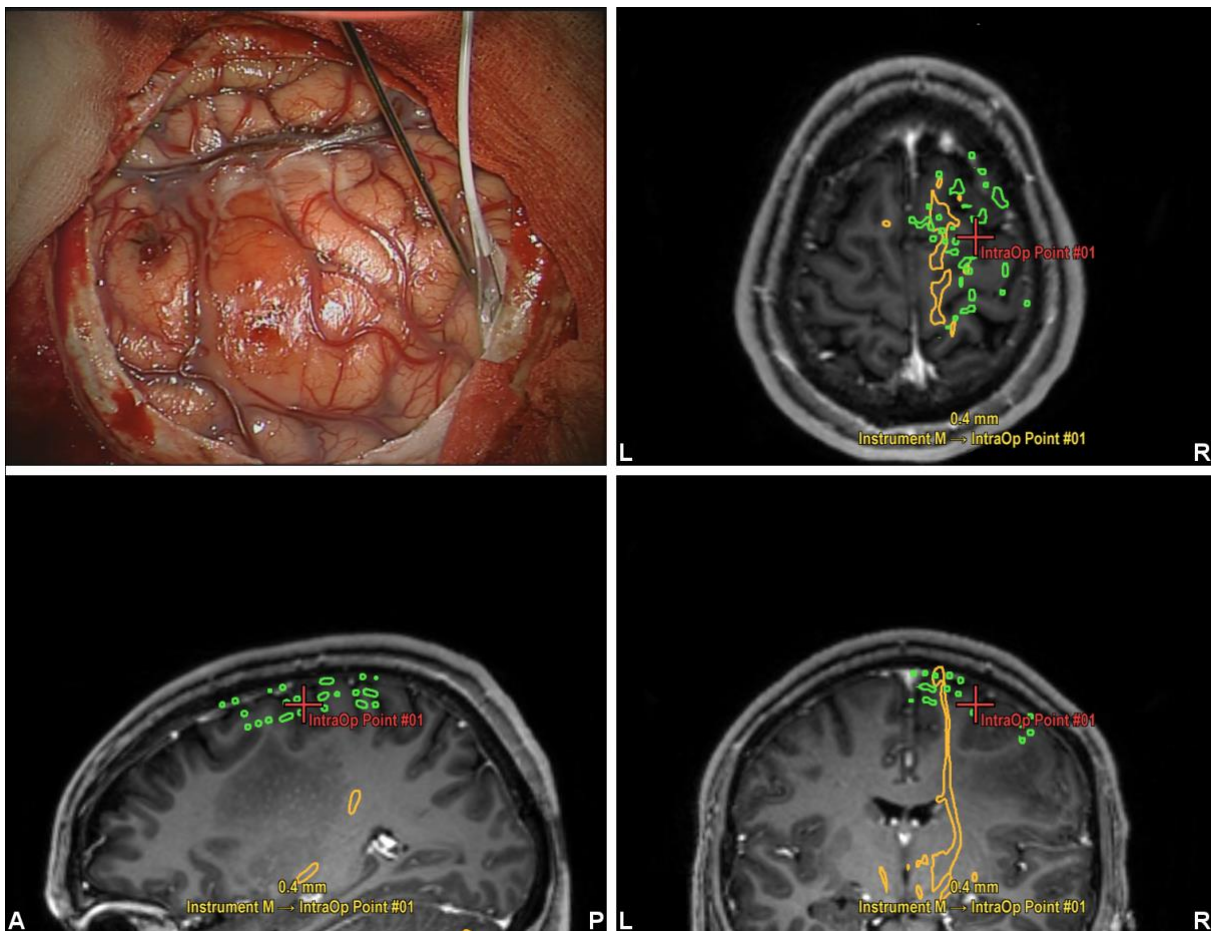 IntraOp Point #01
0.4 mm
Instrument M → IntraOp Point #01
L
R
IntraOp Point #01
0.4 mm
Instrument M → IntraOp Point #01
A
P
IntraOp Point #01
0.4 mm
Instrument M → IntraOp Point #01
L
R